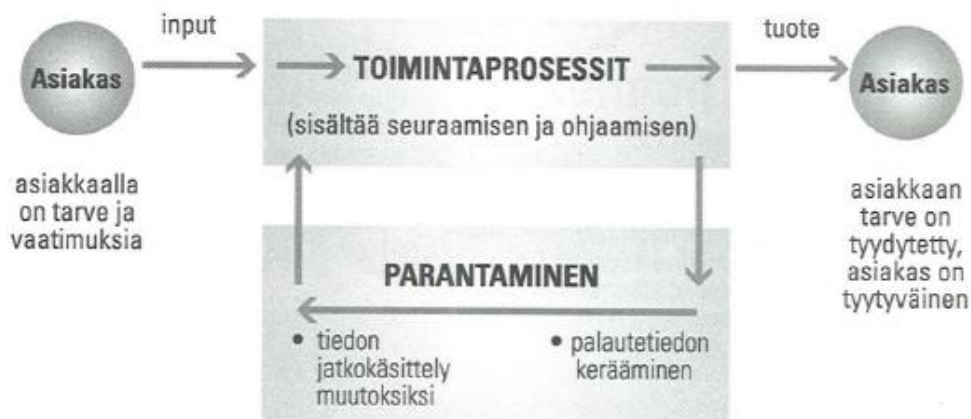 input
tuote
Asiakas
TOIMINTAPROSESSIT
Asiakas
(sisältää seuraamisen ja ohjaamisen)
asiakkaalla
on tarve ja
vaatimuksia
asiakkaan
tarve on
tyydytetty,
asiakas on
tyytyväinen
PARANTAMINEN
• tiedon
jatkokäsittely
muutoksiksi
• palautetiedon
kerääminen